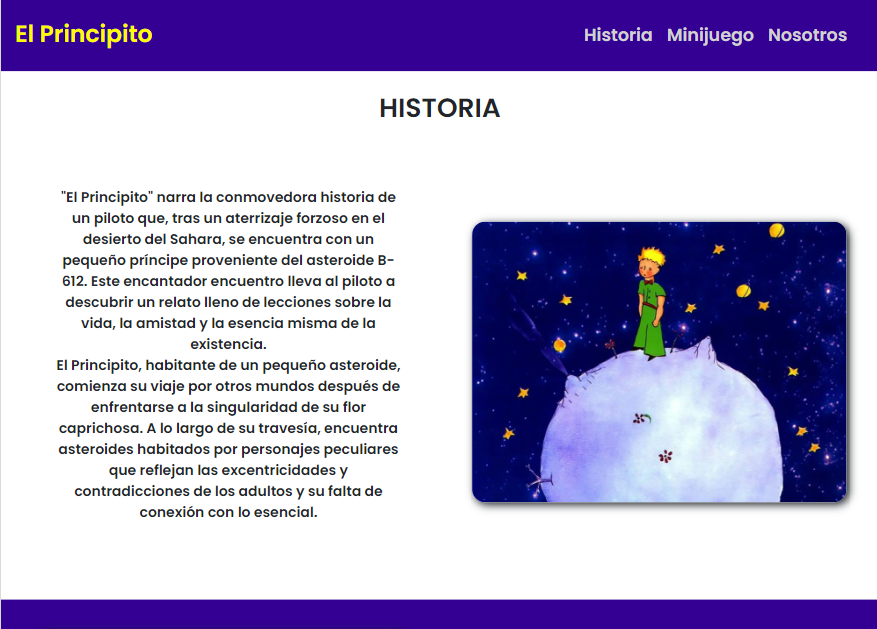 El Principito
Historia Minijuego Nosotros
HISTORIA
"El Principito" narra la conmovedora historia de
un piloto que, tras un aterrizaje forzoso en el
desierto del Sahara, se encuentra con un
pequeño príncipe proveniente del asteroide B-
612. Este encantador encuentro lleva al piloto a
descubrir un relato lleno de lecciones sobre la
vida, la amistad y la esencia misma de la
existencia.
El Principito, habitante de un pequeño asteroide,
comienza su viaje por otros mundos después de
enfrentarse a la singularidad de su flor
caprichosa. A lo largo de su travesía, encuentra
asteroides habitados por personajes peculiares
que reflejan las excentricidades y
contradicciones de los adultos y su falta de
conexión con lo esencial.